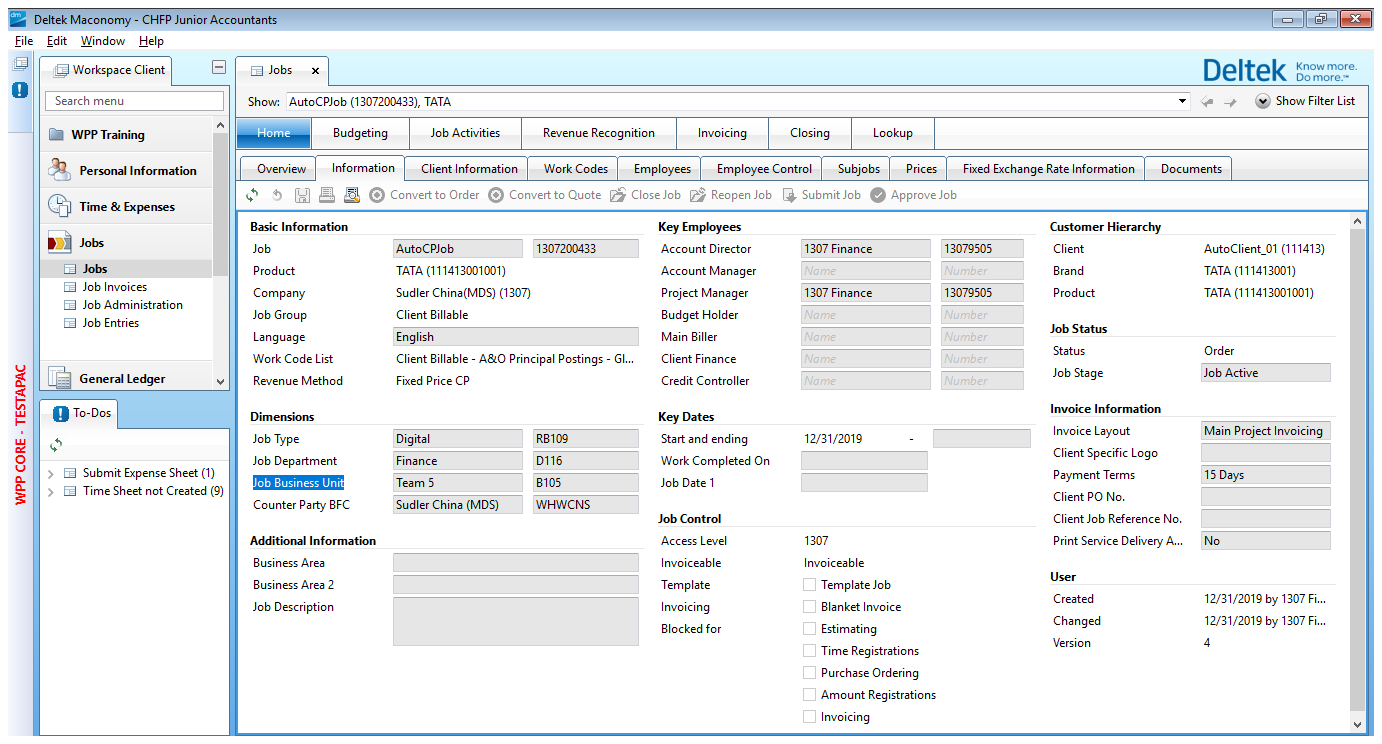 Deltek Maconomy - CHFP Junior Accountants
File Edit Window Help
Workspace Client
Search menu
WPP Training
Personal Information
Time & Expenses
Jobs
Jobs
Job Invoices
Job Administration
Job Entries
General Ledger
To-Dos
Submit Expense Sheet (1)
Time Sheet not Created (9)
WPP CORE - TESTAPAC
Jobs
Deltek Know more. Do more.™
Show: AutoCPJob (1307200433), TATA Show Filter List
Home Budgeting Job Activities Revenue Recognition Invoicing Closing Lookup
Overview Information Client Information Work Codes Employees Employee Control Subjobs Prices Fixed Exchange Rate Information Documents
Convert to Order Convert to Quote Close Job Reopen Job Submit Job Approve Job
Basic Information
Job AutoCPJob 1307200433
Product TATA (111413001001)
Company Sudler China(MDS) (1307)
Job Group Client Billable
Language English
Work Code List Client Billable - A&O Principal Postings - Gl...
Revenue Method Fixed Price CP
Dimensions
Job Type Digital RB109
Job Department Finance D116
Job Business Unit Team 5 B105
Counter Party BFC Sudler China (MDS) WHWCNS
Additional Information
Business Area
Business Area 2
Job Description
Key Employees
Account Director 1307 Finance 13079505
Account Manager Name Number
Project Manager 1307 Finance 13079505
Budget Holder Name Number
Main Biller Name Number
Client Finance Name Number
Credit Controller Name Number
Key Dates
Start and ending 12/31/2019 -
Work Completed On
Job Date 1
Job Control
Access Level 1307
Invoiceable Invoiceable
Template Template Job
Invoicing Blanket Invoice
Blocked for Estimating
Time Registrations
Purchase Ordering
Amount Registrations
Invoicing
Customer Hierarchy
Client AutoClient_01 (111413)
Brand TATA (111413001)
Product TATA (111413001001)
Job Status
Status Order
Job Stage Job Active
Invoice Information
Invoice Layout Main Project Invoicing
Client Specific Logo
Payment Terms 15 Days
Client PO No.
Client Job Reference No.
Print Service Delivery A... No
User
Created 12/31/2019 by 1307 Fi...
Changed 12/31/2019 by 1307 Fi...
Version 4